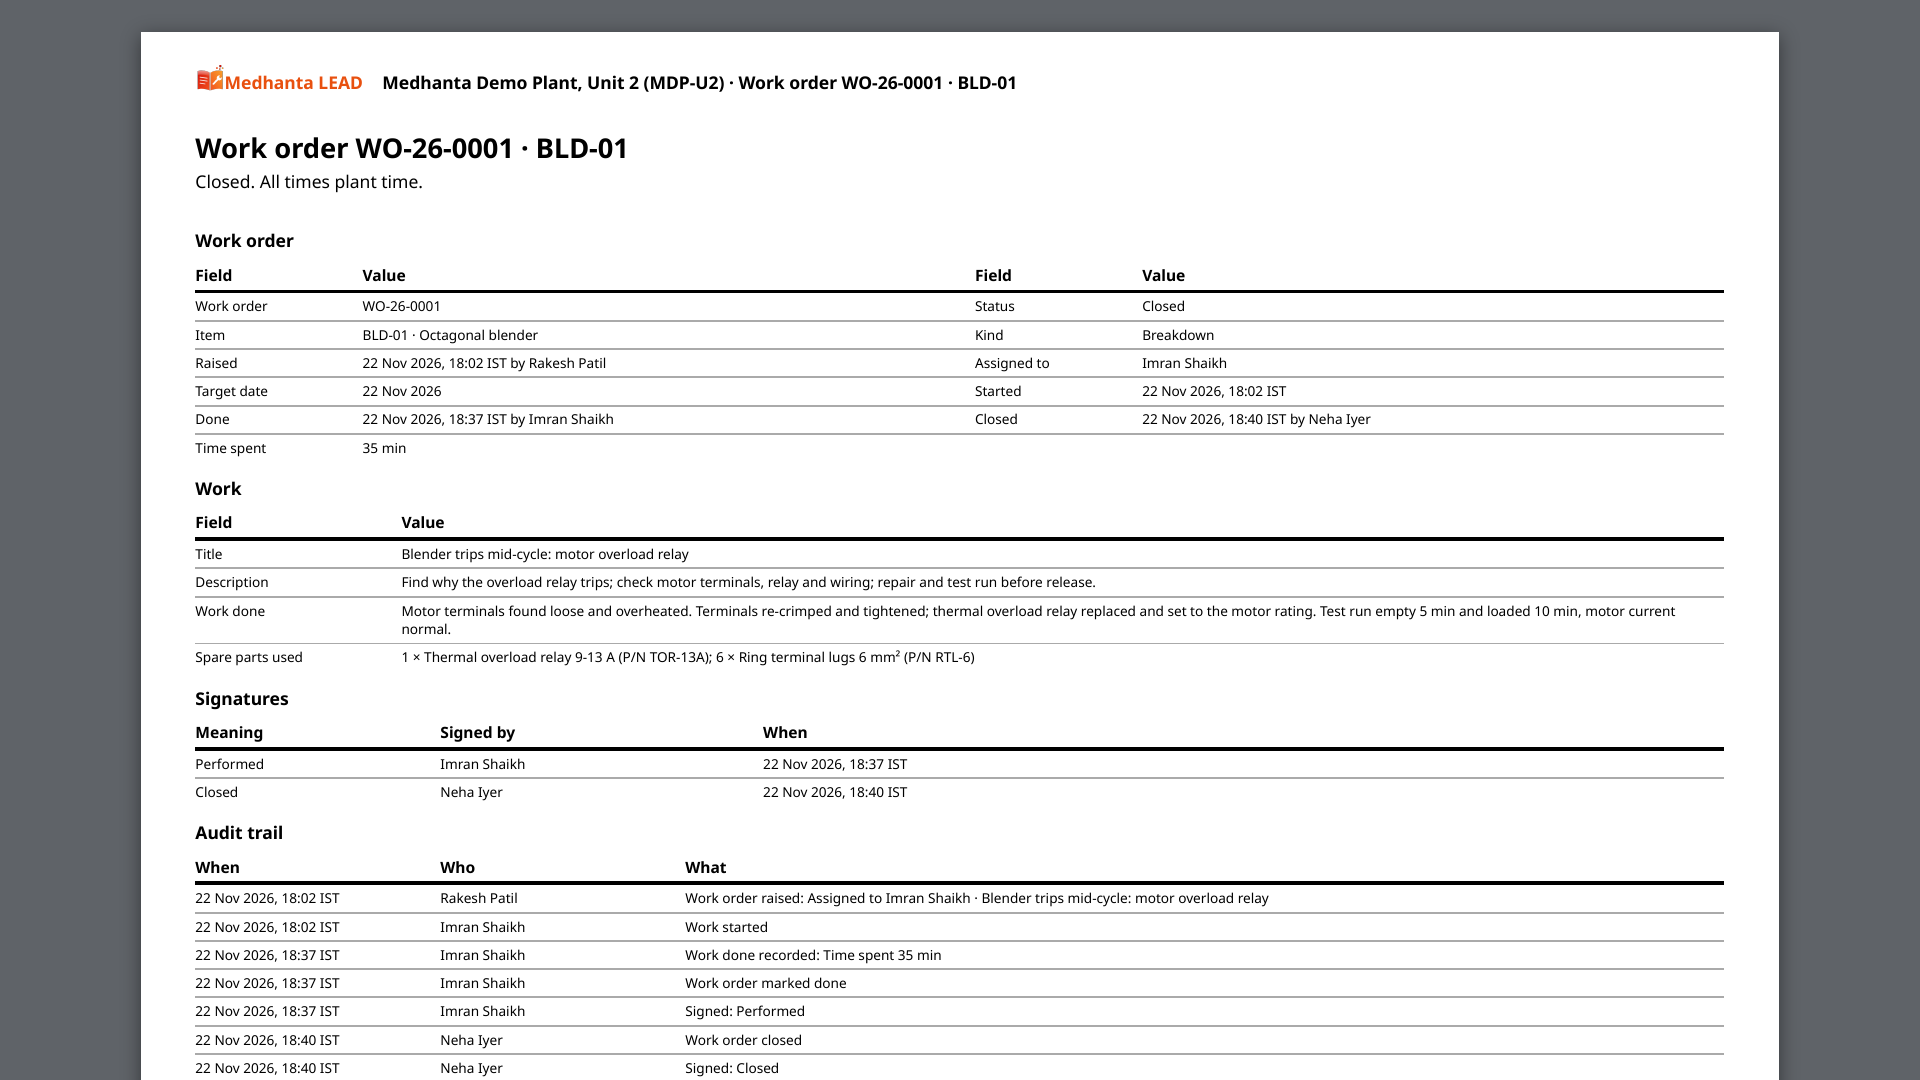 Medhanta LEAD Medhanta Demo Plant, Unit 2 (MDP-U2) · Work order WO-26-0001 · BLD-01
Work order WO-26-0001 · BLD-01
Closed. All times plant time.
Work order
Field Value Field Value
Work order WO-26-0001 Status Closed
Item BLD-01 · Octagonal blender Kind Breakdown
Raised 22 Nov 2026, 18:02 IST by Rakesh Patil Assigned to Imran Shaikh
Target date 22 Nov 2026 Started 22 Nov 2026, 18:02 IST
Done 22 Nov 2026, 18:37 IST by Imran Shaikh Closed 22 Nov 2026, 18:40 IST by Neha Iyer
Time spent 35 min
Work
Field Value
Title Blender trips mid-cycle: motor overload relay
Description Find why the overload relay trips; check motor terminals, relay and wiring; repair and test run before release.
Work done Motor terminals found loose and overheated. Terminals re-crimped and tightened; thermal overload relay replaced and set to the motor rating. Test run empty 5 min and loaded 10 min, motor current
normal.
Spare parts used 1 × Thermal overload relay 9-13 A (P/N TOR-13A); 6 × Ring terminal lugs 6 mm² (P/N RTL-6)
Signatures
Meaning Signed by When
Performed Imran Shaikh 22 Nov 2026, 18:37 IST
Closed Neha Iyer 22 Nov 2026, 18:40 IST
Audit trail
When Who What
22 Nov 2026, 18:02 IST Rakesh Patil Work order raised: Assigned to Imran Shaikh · Blender trips mid-cycle: motor overload relay
22 Nov 2026, 18:02 IST Imran Shaikh Work started
22 Nov 2026, 18:37 IST Imran Shaikh Work done recorded: Time spent 35 min
22 Nov 2026, 18:37 IST Imran Shaikh Work order marked done
22 Nov 2026, 18:37 IST Imran Shaikh Signed: Performed
22 Nov 2026, 18:40 IST Neha Iyer Work order closed
22 Nov 2026, 18:40 IST Neha Iyer Signed: Closed